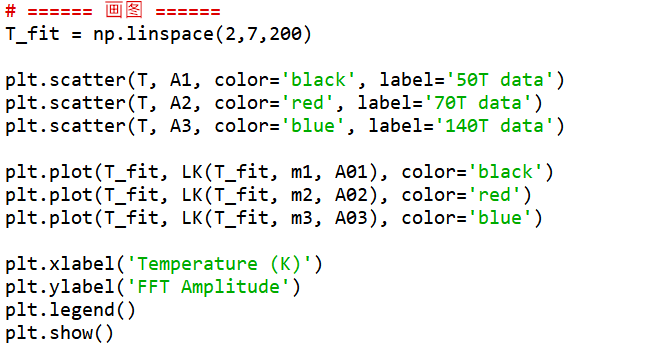 # ====== 画图 ======
T_fit = np.linspace(2,7,200)
plt.scatter(T, A1, color='black', label='50T data')
plt.scatter(T, A2, color='red', label='70T data')
plt.scatter(T, A3, color='blue', label='140T data')
plt.plot(T_fit, LK(T_fit, m1, A01), color='black')
plt.plot(T_fit, LK(T_fit, m2, A02), color='red')
plt.plot(T_fit, LK(T_fit, m3, A03), color='blue')
plt.xlabel('Temperature (K)')
plt.ylabel('FFT Amplitude')
plt.legend()
plt.show()